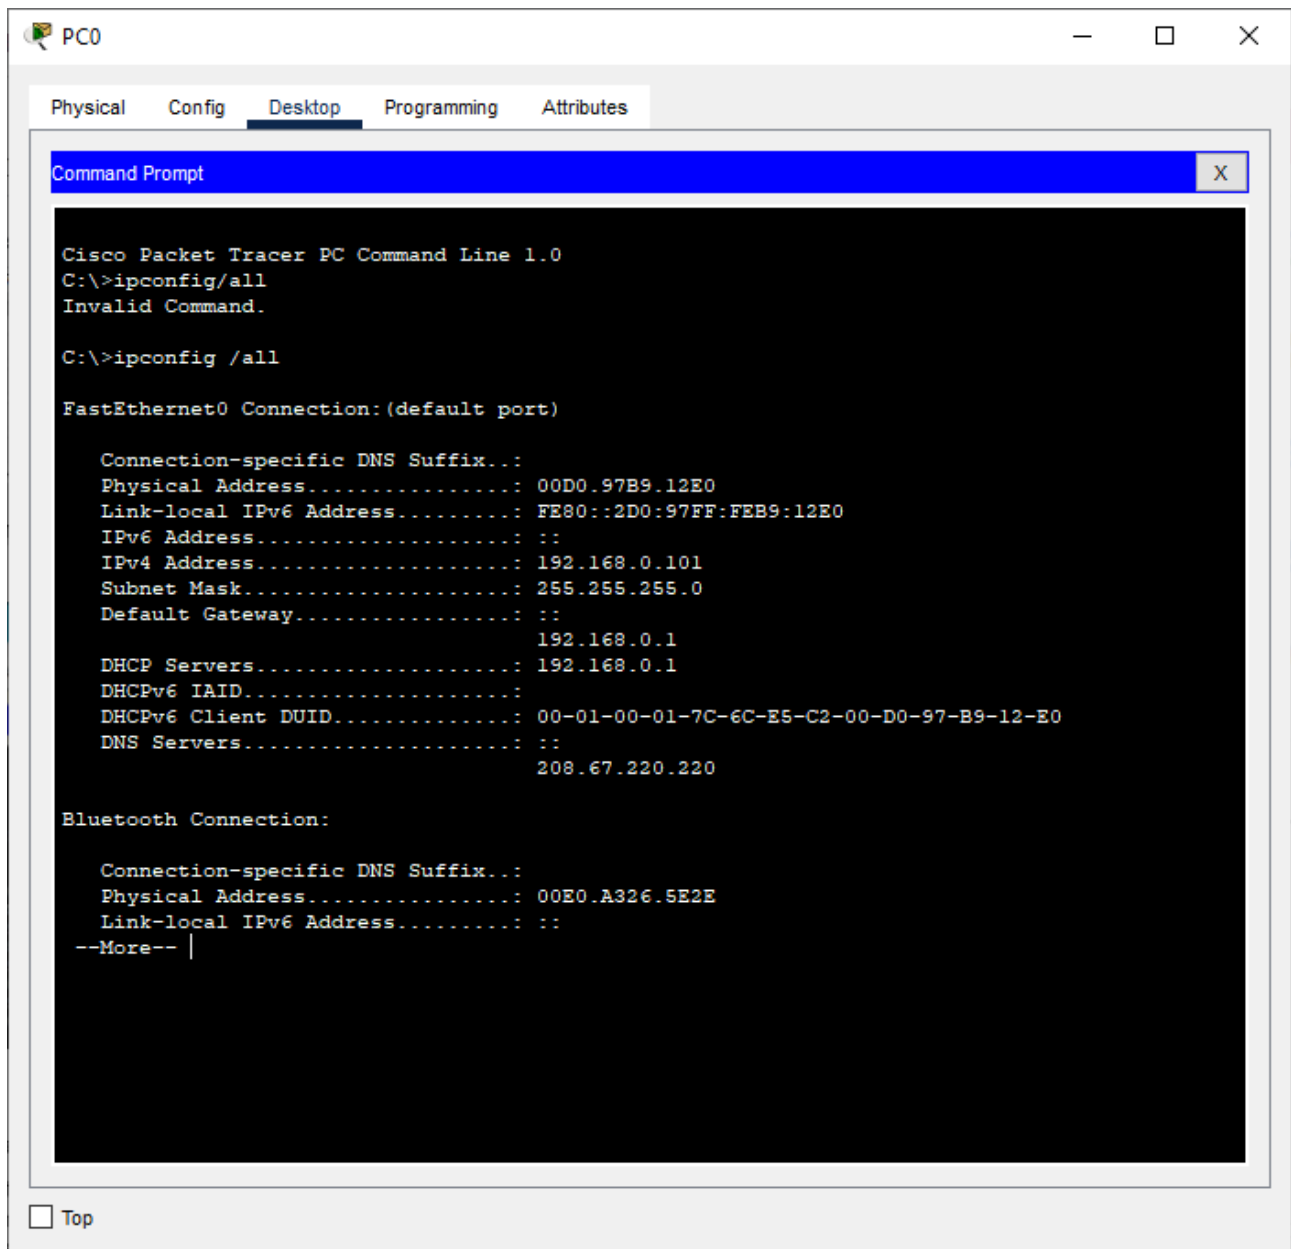 PC0
Physical Config Desktop Programming Attributes
Command Prompt X
Cisco Packet Tracer PC Command Line 1.0
C:\>ipconfig/all
Invalid Command.
C:\>ipconfig /all
FastEthernet0 Connection:(default port)
Connection-specific DNS Suffix..:
Physical Address................: 00D0.97B9.12E0
Link-local IPv6 Address.........: FE80::2D0:97FF:FEB9:12E0
IPv6 Address....................: ::
IPv4 Address....................: 192.168.0.101
Subnet Mask.....................: 255.255.255.0
Default Gateway.................: ::
192.168.0.1
DHCP Servers....................: 192.168.0.1
DHCPv6 IAID.....................:
DHCPv6 Client DUID..............: 00-01-00-01-7C-6C-E5-C2-00-D0-97-B9-12-E0
DNS Servers.....................: ::
208.67.220.220
Bluetooth Connection:
Connection-specific DNS Suffix..:
Physical Address................: 00E0.A326.5E2E
Link-local IPv6 Address.........: ::
--More--
Top